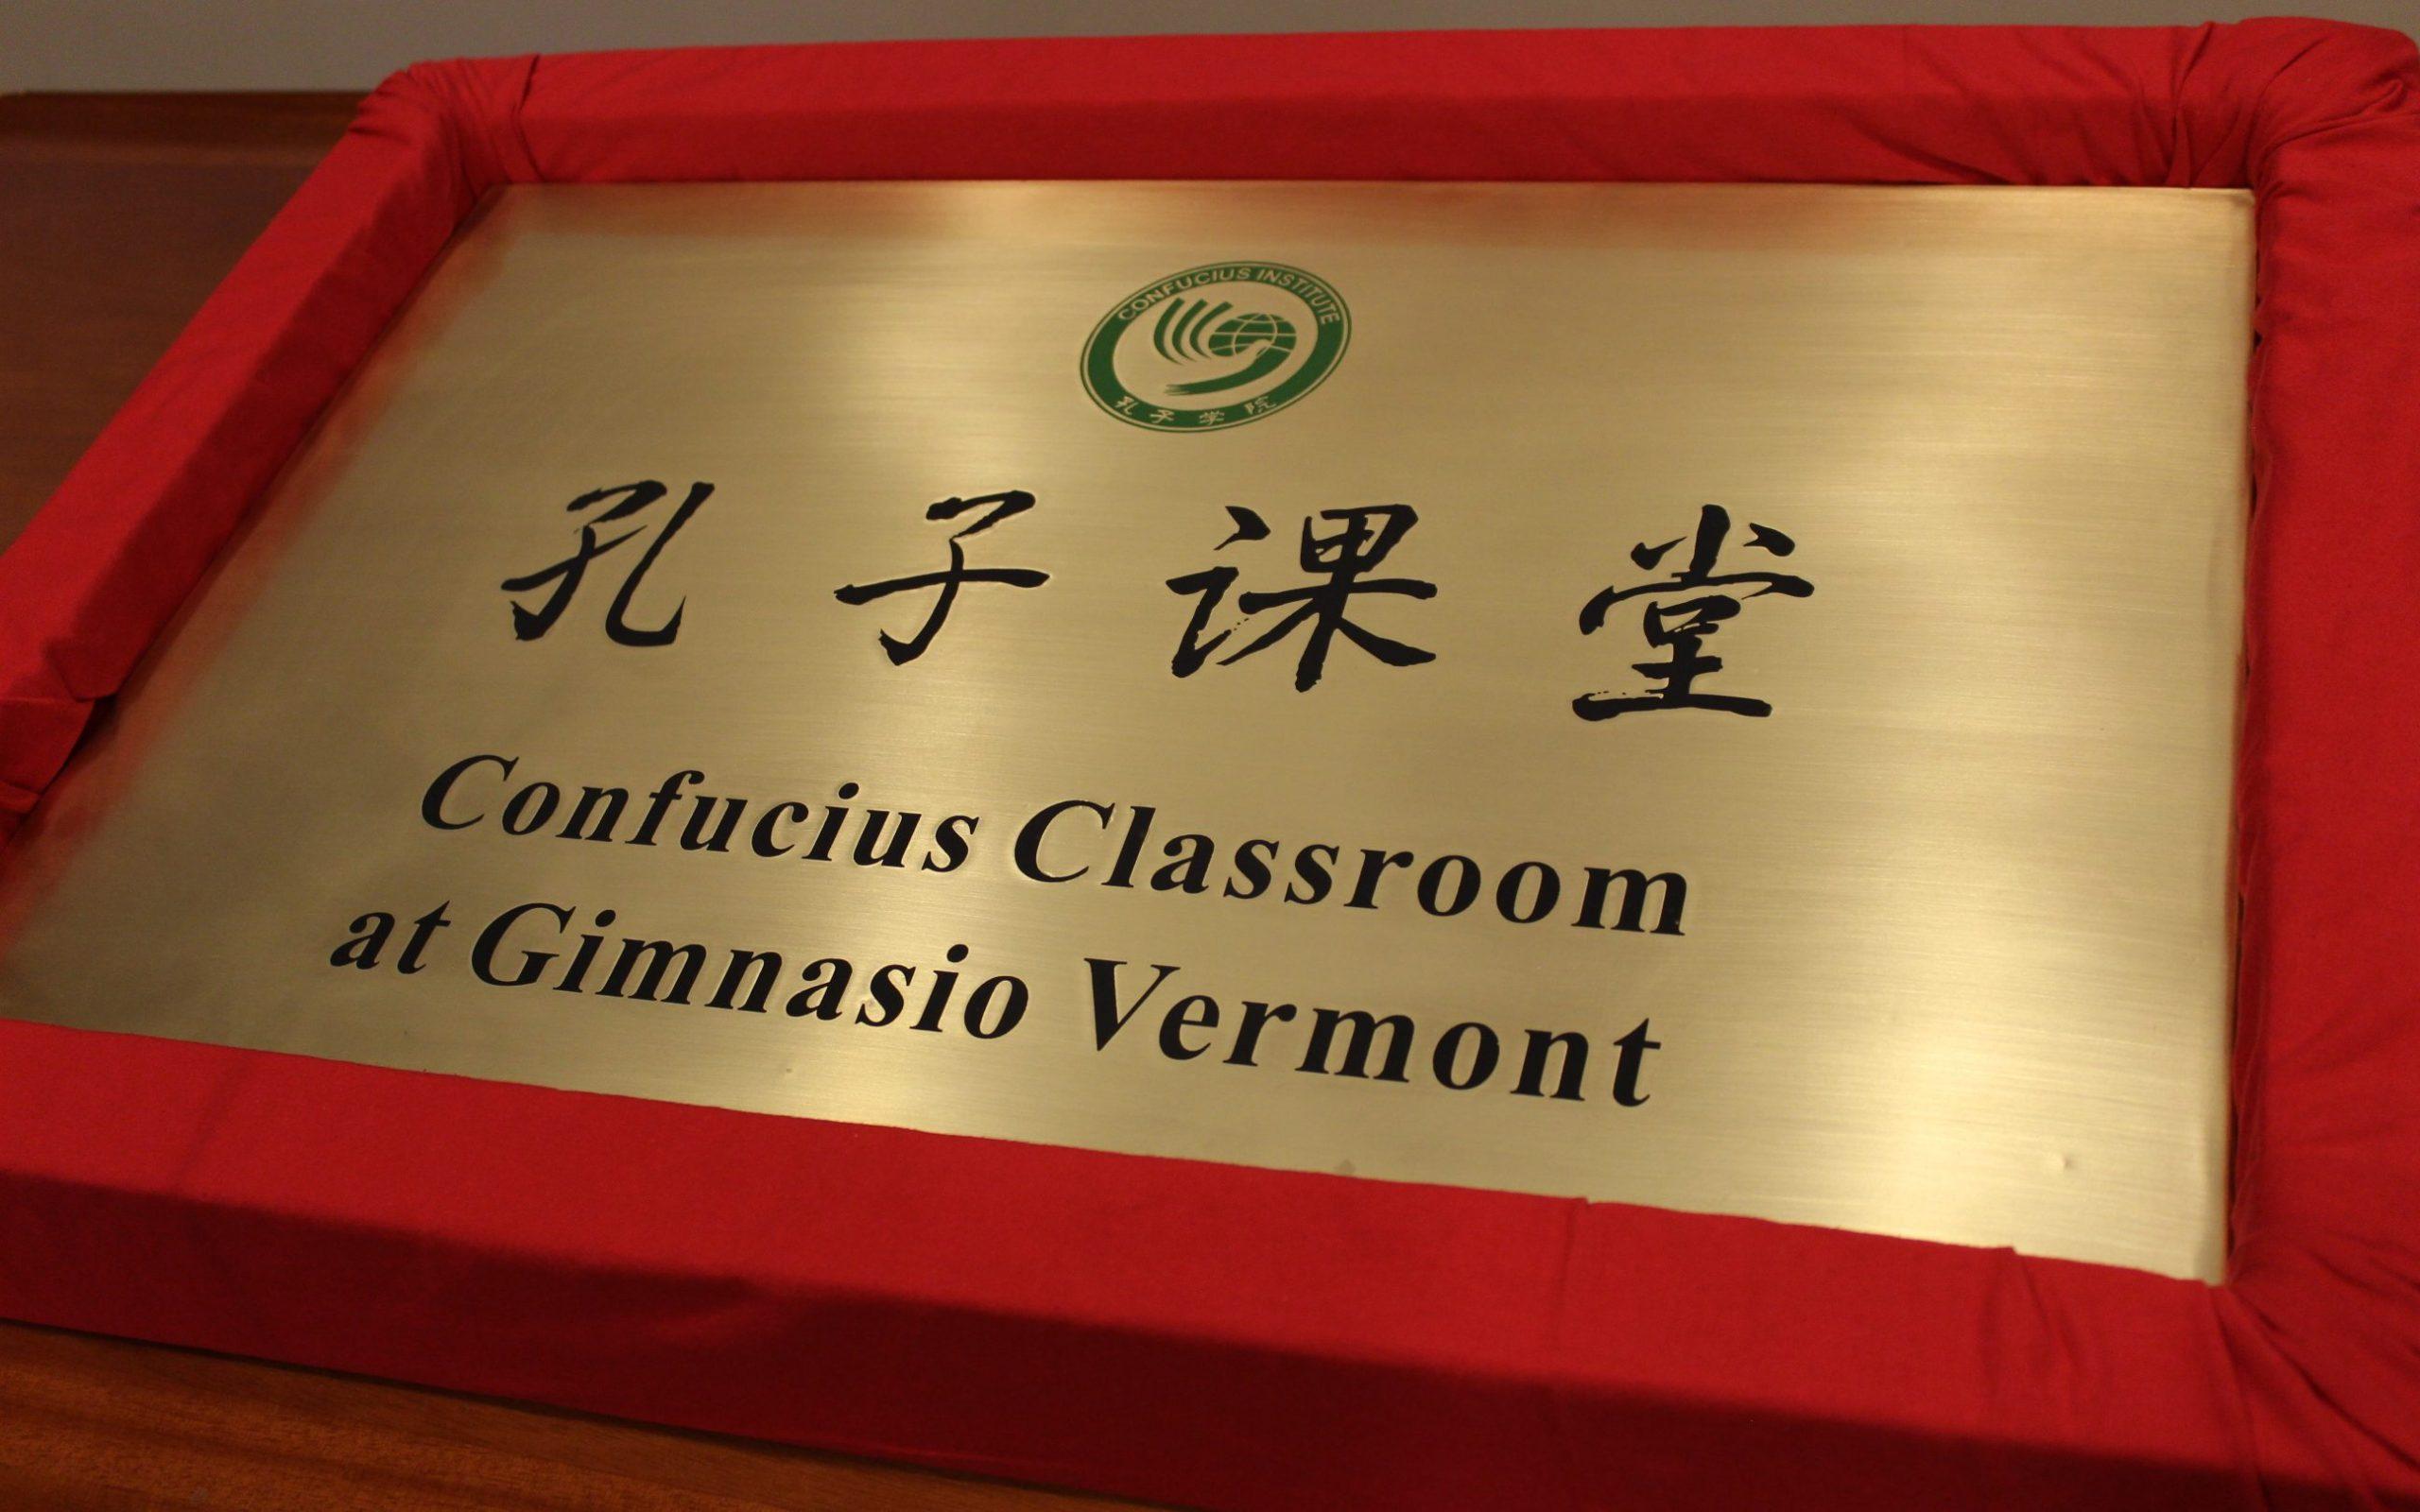 CONFUCIUS INSTITUTE
孔子学院
孔子课堂
Confucius Classroom
at Gimnasio Vermont